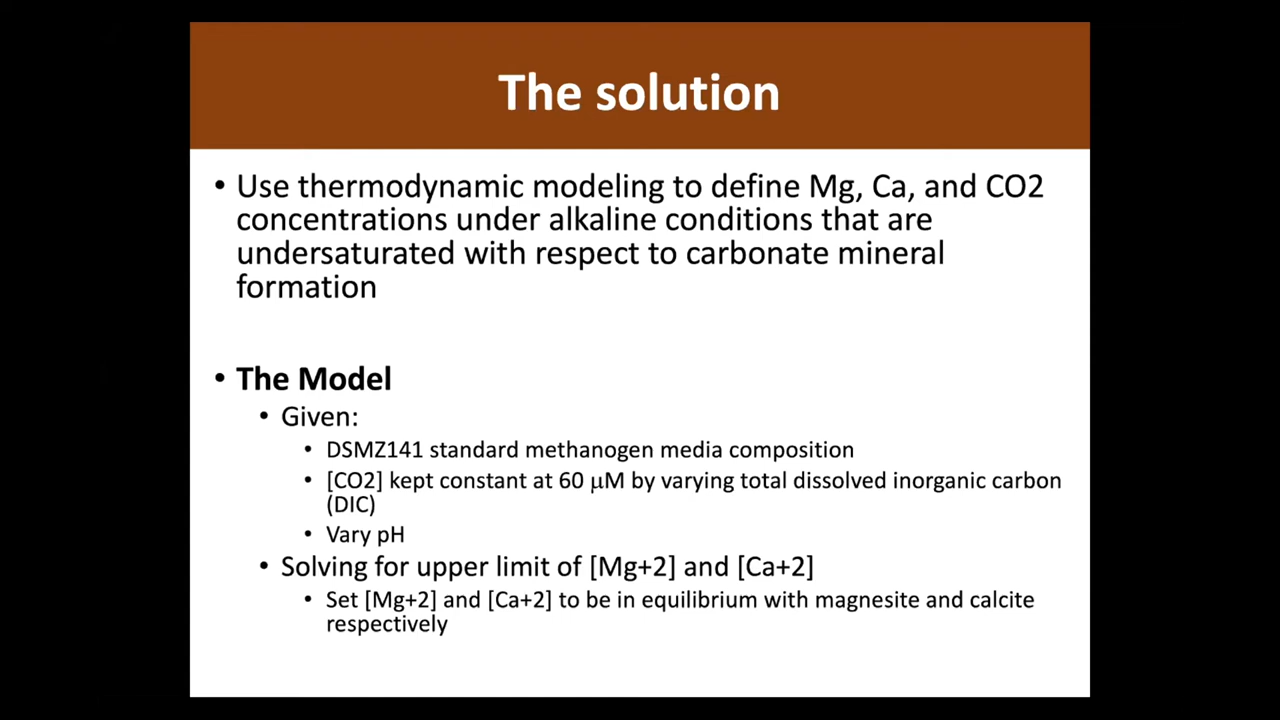 The solution
• Use thermodynamic modeling to define Mg, Ca, and CO2
concentrations under alkaline conditions that are
undersaturated with respect to carbonate mineral
formation
• The Model
• Given:
• DSMZ141 standard methanogen media composition
• [CO2] kept constant at 60 μM by varying total dissolved inorganic carbon
(DIC)
• Vary pH
• Solving for upper limit of [Mg+2] and [Ca+2]
• Set [Mg+2] and [Ca+2] to be in equilibrium with magnesite and calcite
respectively